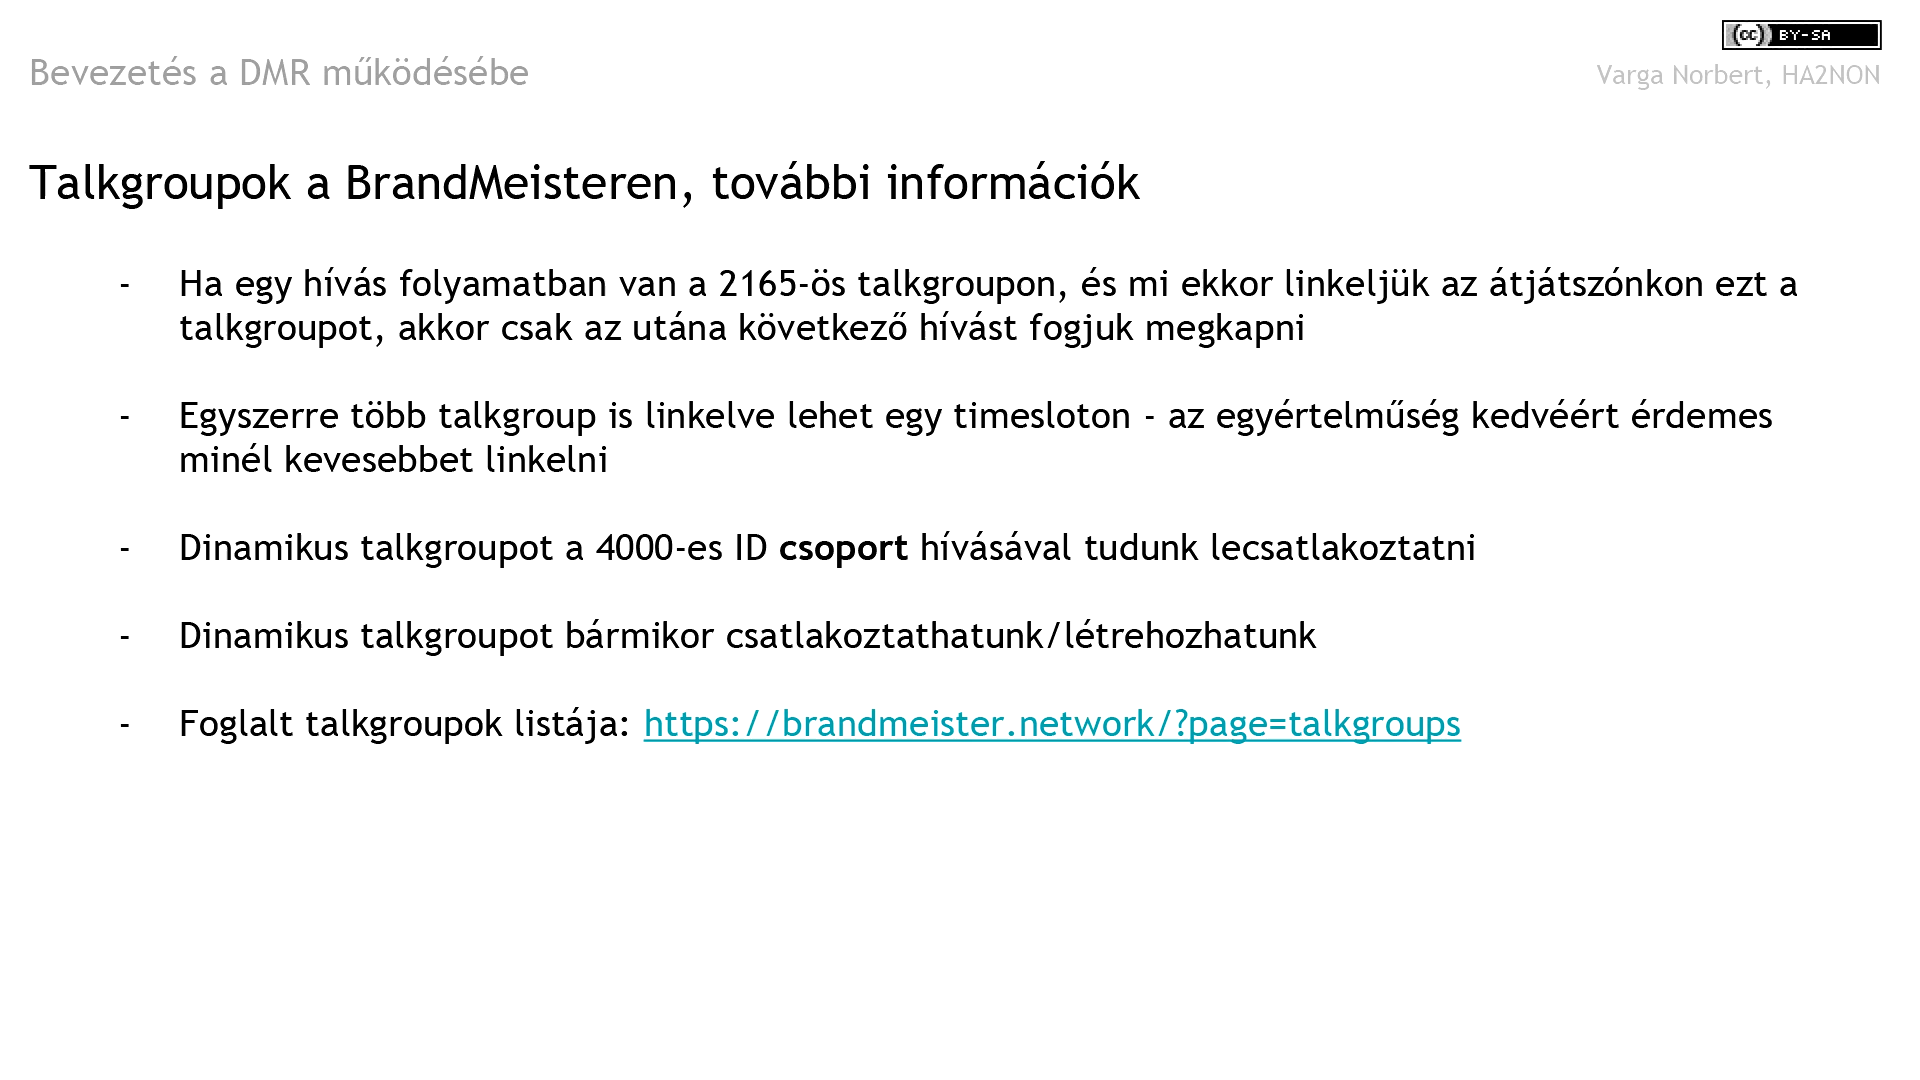 (cc) BY-SA
Bevezetés a DMR működésébe
Varga Norbert, HA2NON
Talkgroupok a BrandMeisteren, további információk
- Ha egy hívás folyamatban van a 2165-ös talkgroupon, és mi ekkor linkeljük az átjátszónkon ezt a
talkgroupot, akkor csak az utána következő hívást fogjuk megkapni
- Egyszerre több talkgroup is linkelve lehet egy timesloton - az egyértelműség kedvéért érdemes
minél kevesebbet linkelni
- Dinamikus talkgroupot a 4000-es ID csoport hívásával tudunk lecsatlakoztatni
- Dinamikus talkgroupot bármikor csatlakoztathatunk/létrehozhatunk
- Foglalt talkgroupok listája: https://brandmeister.network/?page=talkgroups